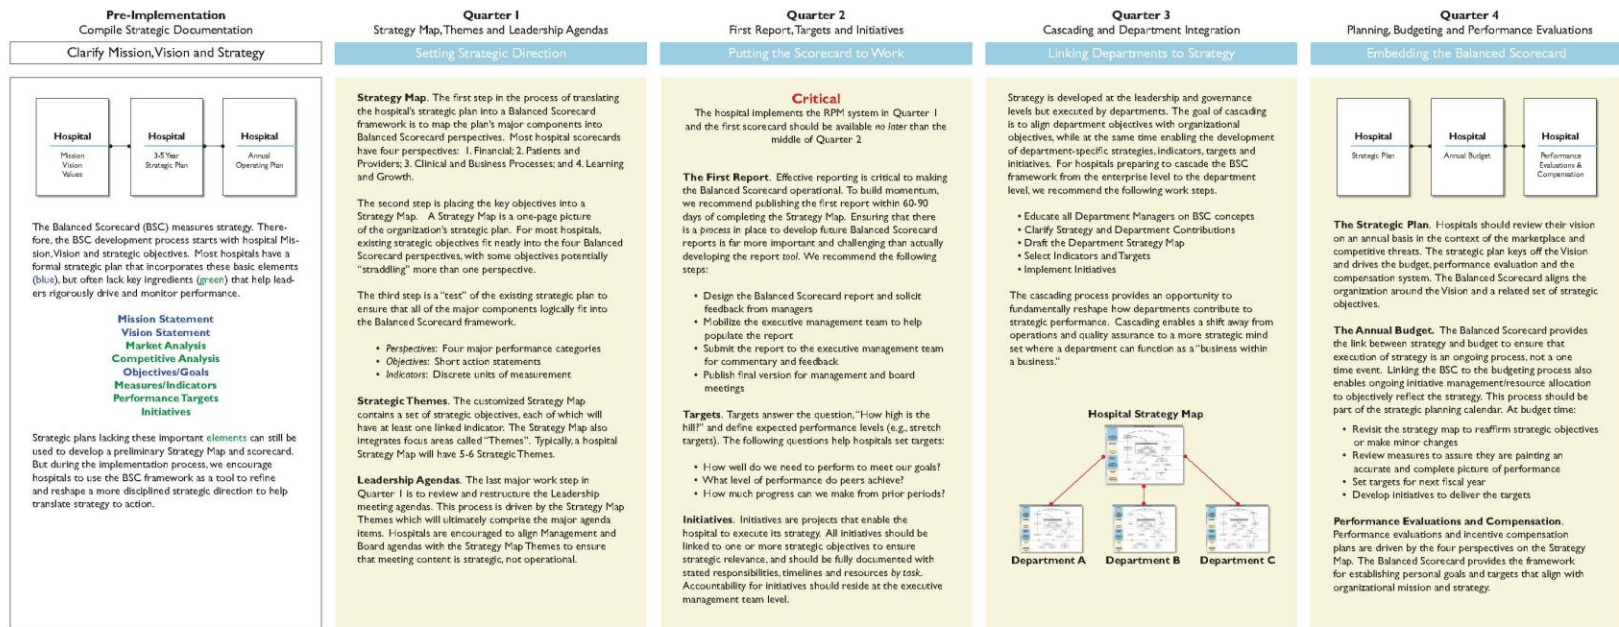 Pre-Implementation
Compile Strategic Documentation
Clarify Mission, Vision and Strategy
Hospital
Mission
Vision
Values
Hospital
3-5 Year
Strategic Plan
Hospital
Annual
Operating Plan
The Balanced Scorecard (BSC) measures strategy. There-
fore, the BSC development process starts with hospital Mis-
sion, Vision and strategic objectives. Most hospitals have a
formal strategic plan that incorporates these basic elements
(blue), but often lack key ingredients (green) that help lead-
ers rigorously drive and monitor performance.
Mission Statement
Vision Statement
Market Analysis
Competitive Analysis
Objectives/Goals
Measures/Indicators
Performance Targets
Initiatives
Strategic plans lacking these important elements can still be
used to develop a preliminary Strategy Map and scorecard.
But during the implementation process, we encourage
hospitals to use the BSC framework as a tool to refine
and reshape a more disciplined strategic direction to help
translate strategy to action.
Quarter 1
Strategy Map, Themes and Leadership Agendas
Setting Strategic Direction
Strategy Map. The first step in the process of translating
the hospital's strategic plan into a Balanced Scorecard
framework is to map the plan's major components into
Balanced Scorecard perspectives. Most hospital scorecards
have four perspectives: 1. Financial; 2. Patients and
Providers; 3. Clinical and Business Processes; and 4. Learning
and Growth.
The second step is placing the key objectives into a
Strategy Map. A Strategy Map is a one-page picture
of the organization's strategic plan. For most hospitals,
existing strategic objectives fit neatly into the four Balanced
Scorecard perspectives, with some objectives potentially
"straddling" more than one perspective.
The third step is a "test" of the existing strategic plan to
ensure that all of the major components logically fit into
the Balanced Scorecard framework.
• Perspectives: Four major performance categories
• Objectives: Short action statements
• Indicators: Discrete units of measurement
Strategic Themes. The customized Strategy Map
contains a set of strategic objectives, each of which will
have at least one linked indicator. The Strategy Map also
integrates focus areas called "Themes". Typically, a hospital
Strategy Map will have 5-6 Strategic Themes.
Leadership Agendas. The last major work step in
Quarter 1 is to review and restructure the Leadership
meeting agendas. This process is driven by the Strategy Map
Themes which will ultimately comprise the major agenda
items. Hospitals are encouraged to align Management and
Board agendas with the Strategy Map Themes to ensure
that meeting content is strategic, not operational.
Quarter 2
First Report, Targets and Initiatives
Putting the Scorecard to Work
Critical
The hospital implements the RPM system in Quarter 1
and the first scorecard should be available no later than the
middle of Quarter 2
The First Report. Effective reporting is critical to making
the Balanced Scorecard operational. To build momentum,
we recommend publishing the first report within 60-90
days of completing the Strategy Map. Ensuring that there
is a process in place to develop future Balanced Scorecard
reports is far more important and challenging than actually
developing the report tool. We recommend the following
steps:
• Design the Balanced Scorecard report and solicit
feedback from managers
• Mobilize the executive management team to help
populate the report
• Submit the report to the executive management team
for commentary and feedback
• Publish final version for management and board
meetings
Targets. Targets answer the question, "How high is the
hill?" and define expected performance levels (e.g., stretch
targets). The following questions help hospitals set targets:
• How well do we need to perform to meet our goals?
• What level of performance do peers achieve?
• How much progress can we make from prior periods?
Initiatives. Initiatives are projects that enable the
hospital to execute its strategy. All initiatives should be
linked to one or more strategic objectives to ensure
strategic relevance, and should be fully documented with
stated responsibilities, timelines and resources by task.
Accountability for initiatives should reside at the executive
management team level.
Quarter 3
Cascading and Department Integration
Linking Departments to Strategy
Strategy is developed at the leadership and governance
levels but executed by departments. The goal of cascading
is to align department objectives with organizational
objectives, while at the same time enabling the development
of department-specific strategies, indicators, targets and
initiatives. For hospitals preparing to cascade the BSC
framework from the enterprise level to the department
level, we recommend the following work steps.
• Educate all Department Managers on BSC concepts
• Clarify Strategy and Department Contributions
• Draft the Department Strategy Map
• Select Indicators and Targets
• Implement Initiatives
The cascading process provides an opportunity to
fundamentally reshape how departments contribute to
strategic performance. Cascading enables a shift away from
operations and quality assurance to a more strategic mind
set where a department can function as a "business within
a business."
Hospital Strategy Map
Department A
Department B
Department C
Quarter 4
Planning, Budgeting and Performance Evaluations
Embedding the Balanced Scorecard
Hospital
Strategic Plan
Hospital
Annual Budget
Hospital
Performance
Evaluations &
Compensation
The Strategic Plan. Hospitals should review their vision
on an annual basis in the context of the marketplace and
competitive threats. The strategic plan keys off the Vision
and drives the budget, performance evaluation and the
compensation system. The Balanced Scorecard aligns the
organization around the Vision and a related set of strategic
objectives.
The Annual Budget. The Balanced Scorecard provides
the link between strategy and budget to ensure that
execution of strategy is an ongoing process, not a one
time event. Linking the BSC to the budgeting process also
enables ongoing initiative management/resource allocation
to objectively reflect the strategy. This process should be
part of the strategic planning calendar. At budget time:
• Revisit the strategy map to reaffirm strategic objectives
or make minor changes
• Review measures to assure they are painting an
accurate and complete picture of performance
• Set targets for next fiscal year
• Develop initiatives to deliver the targets
Performance Evaluations and Compensation.
Performance evaluations and incentive compensation
plans are driven by the four perspectives on the Strategy
Map. The Balanced Scorecard provides the framework
for establishing personal goals and targets that align with
organizational mission and strategy.